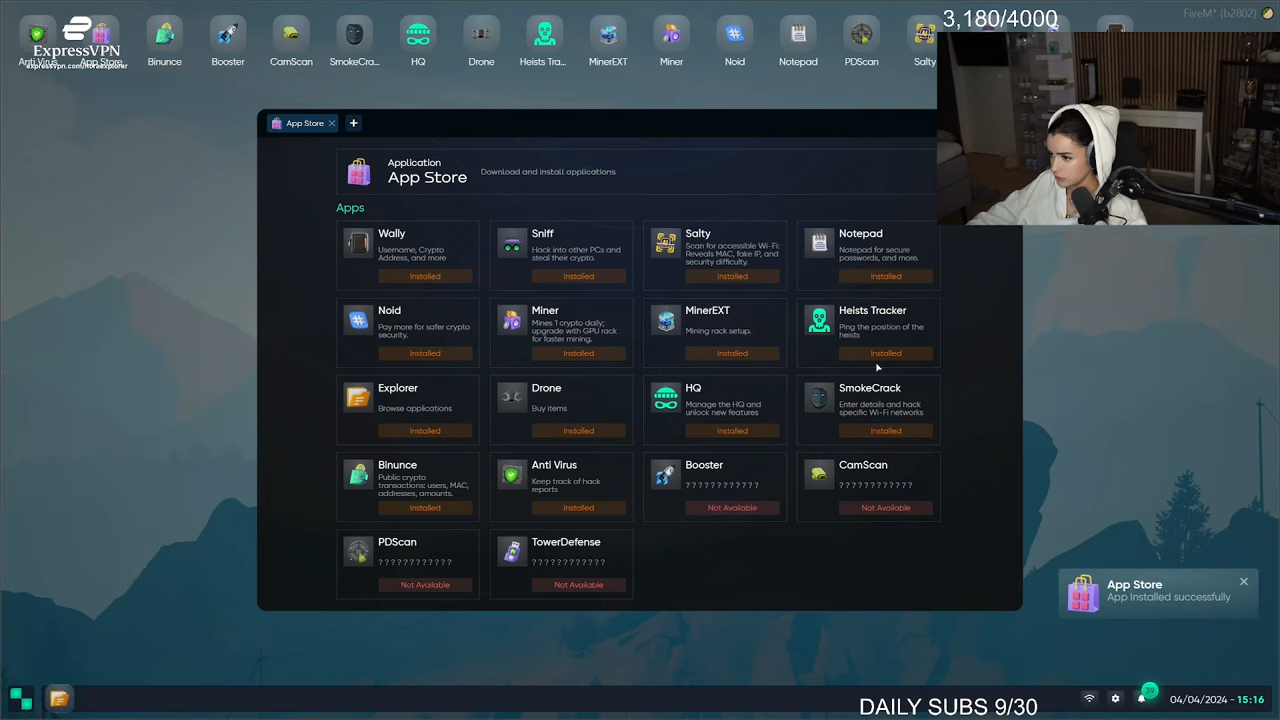 3,180/4000
FiveM* (b2802)
ExpressVPN
expressvpn.com/noraexplorer
Anti Virus
App Store
Binunce
Booster
CamScan
SmokeCra...
HQ
Drone
Heists Tra...
MinerEXT
Miner
Noid
Notepad
PDScan
Salty
App Store
Application
App Store
Download and install applications
Apps
Wally
Username, Crypto
Address, and more
Installed
Sniff
Hack into other PCs and
steal their crypto.
Installed
Salty
Scan for accessible Wi-Fi:
Reveals MAC, fake IP, and
security difficulty.
Installed
Notepad
Notepad for secure
passwords, and more.
Installed
Noid
Pay more for safer crypto
security.
Installed
Miner
Mines 1 crypto daily;
upgrade with GPU rack
for faster mining.
Installed
MinerEXT
Mining rack setup.
Installed
Heists Tracker
Ping the position of the
heists
Installed
Explorer
Browse applications
Installed
Drone
Buy items
Installed
HQ
Manage the HQ and
unlock new features
Installed
SmokeCrack
Enter details and hack
specific Wi-Fi networks
Installed
Binunce
Public crypto
transactions: users, MAC,
addresses, amounts.
Installed
Anti Virus
Keep track of hack
reports
Installed
Booster
????????????
Not Available
CamScan
????????????
Not Available
PDScan
????????????
Not Available
TowerDefense
????????????
Not Available
App Store
App Installed successfully
39
04/04/2024 - 15:16
DAILY SUBS 9/30